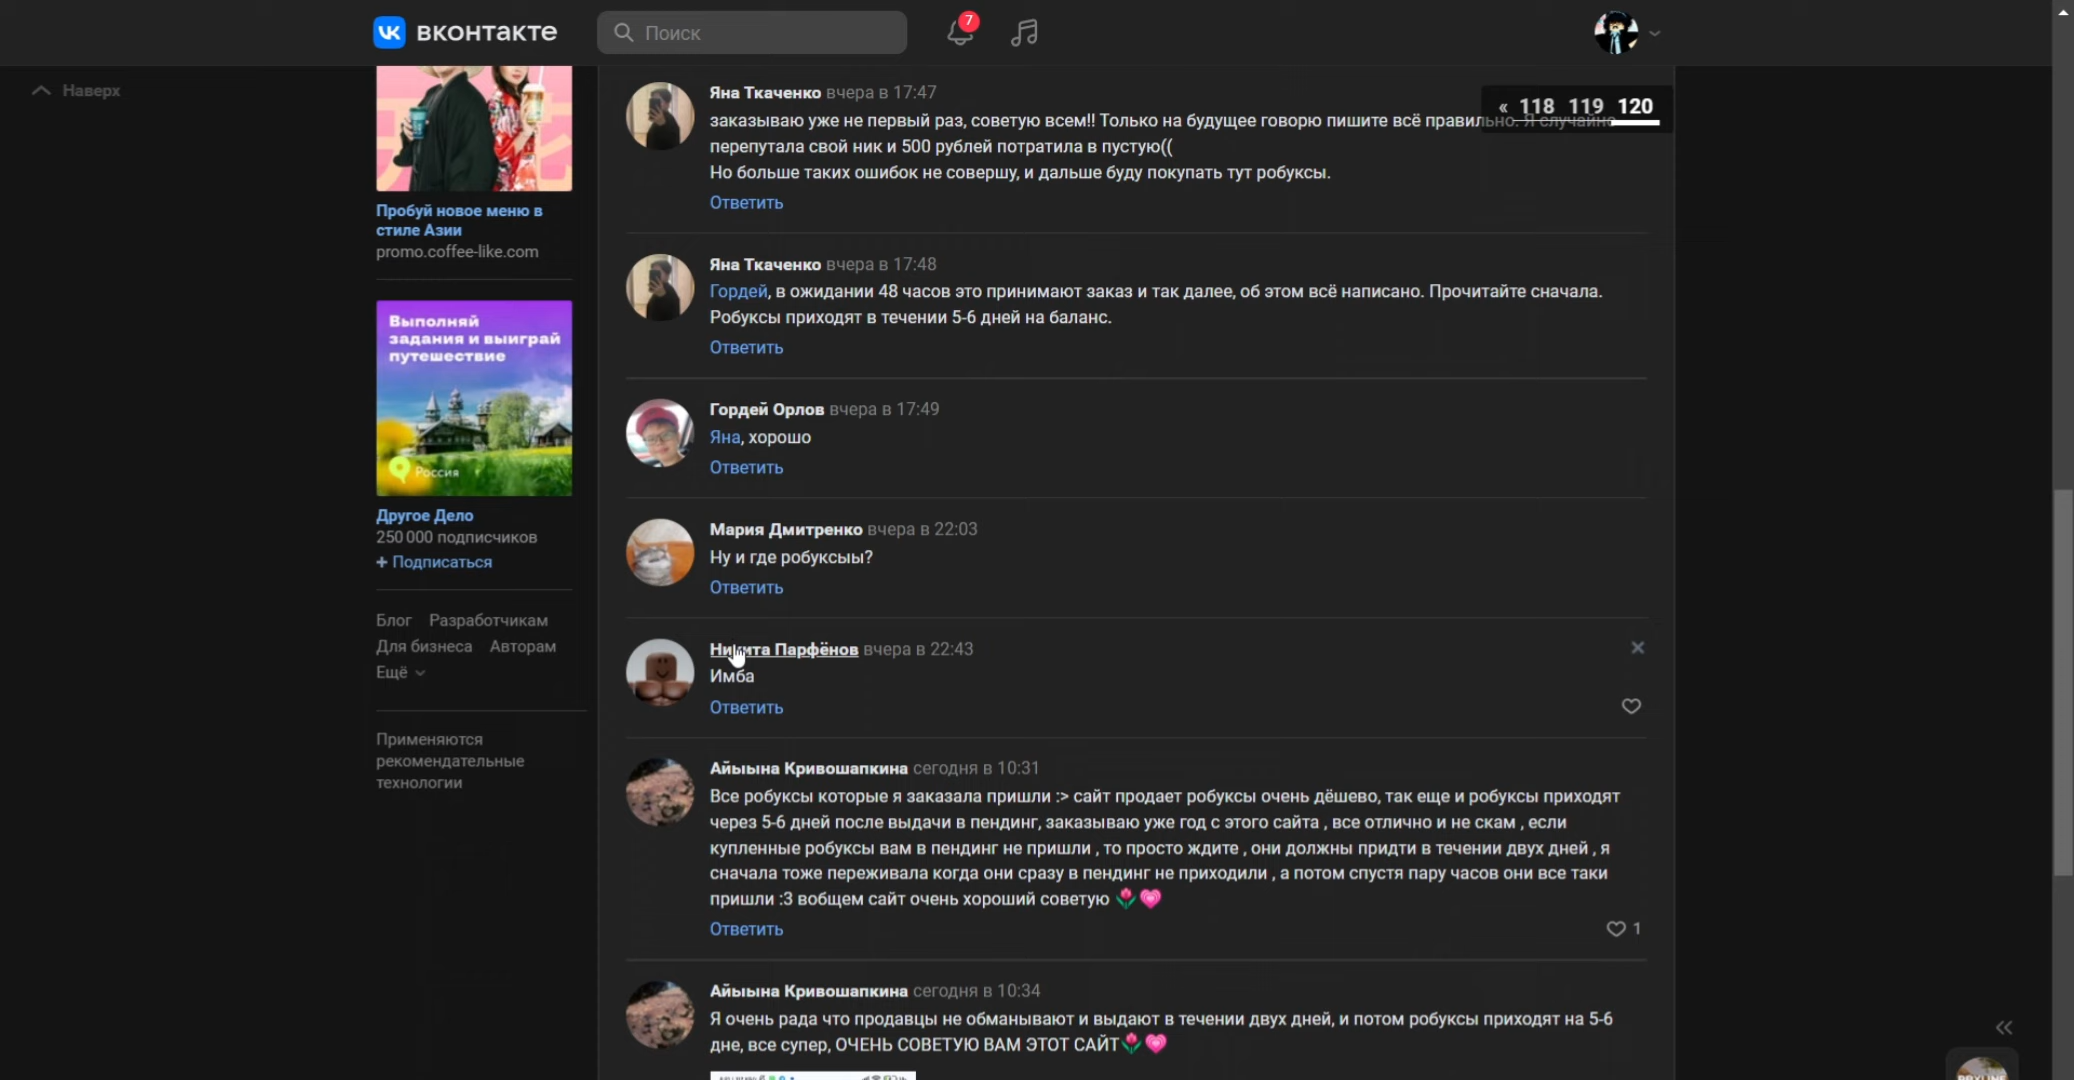 вконтакте
Поиск
7
Наверх
Пробуй новое меню в
стиле Азии
promo.coffee-like.com
Выполняй
задания и выиграй
путешествие
Россия
Другое Дело
250 000 подписчиков
+ Подписаться
Блог Разработчикам
Для бизнеса Авторам
Ещё
Применяются
рекомендательные
технологии
« 118 119 120
Яна Ткаченко вчера в 17:47
заказываю уже не первый раз, советую всем!! Только на будущее говорю пишите всё правильно. Я случайно
перепутала свой ник и 500 рублей потратила в пустую((
Но больше таких ошибок не совершу, и дальше буду покупать тут робуксы.
Ответить
Яна Ткаченко вчера в 17:48
Гордей, в ожидании 48 часов это принимают заказ и так далее, об этом всё написано. Прочитайте сначала.
Робуксы приходят в течении 5-6 дней на баланс.
Ответить
Гордей Орлов вчера в 17:49
Яна, хорошо
Ответить
Мария Дмитренко вчера в 22:03
Ну и где робуксыы?
Ответить
Никита Парфёнов вчера в 22:43
Имба
Ответить
Айыына Кривошапкина сегодня в 10:31
Все робуксы которые я заказала пришли :> сайт продает робуксы очень дёшево, так еще и робуксы приходят
через 5-6 дней после выдачи в пендинг, заказываю уже год с этого сайта , все отлично и не скам , если
купленные робуксы вам в пендинг не пришли , то просто ждите , они должны придти в течении двух дней , я
сначала тоже переживала когда они сразу в пендинг не приходили , а потом спустя пару часов они все таки
пришли :3 вобщем сайт очень хороший советую 🌷💗
Ответить
1
Айыына Кривошапкина сегодня в 10:34
Я очень рада что продавцы не обманывают и выдают в течении двух дней, и потом робуксы приходят на 5-6
дне, все супер, ОЧЕНЬ СОВЕТУЮ ВАМ ЭТОТ САЙТ🌷💗